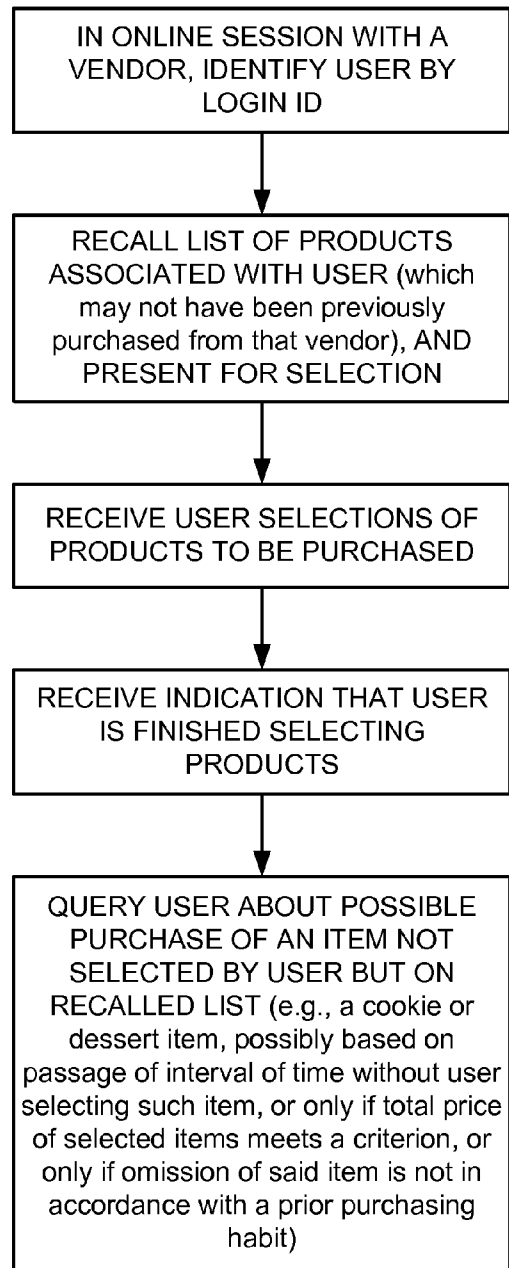 IN ONLINE SESSION WITH A
VENDOR, IDENTIFY USER BY
LOGIN ID
RECALL LIST OF PRODUCTS
ASSOCIATED WITH USER (which
may not have been previously
purchased from that vendor), AND
PRESENT FOR SELECTION
RECEIVE USER SELECTIONS OF
PRODUCTS TO BE PURCHASED
RECEIVE INDICATION THAT USER
IS FINISHED SELECTING
PRODUCTS
QUERY USER ABOUT POSSIBLE
PURCHASE OF AN ITEM NOT
SELECTED BY USER BUT ON
RECALLED LIST (e.g., a cookie or
dessert item, possibly based on
passage of interval of time without user
selecting such item, or only if total price
of selected items meets a criterion, or
only if omission of said item is not in
accordance with a prior purchasing
habit)